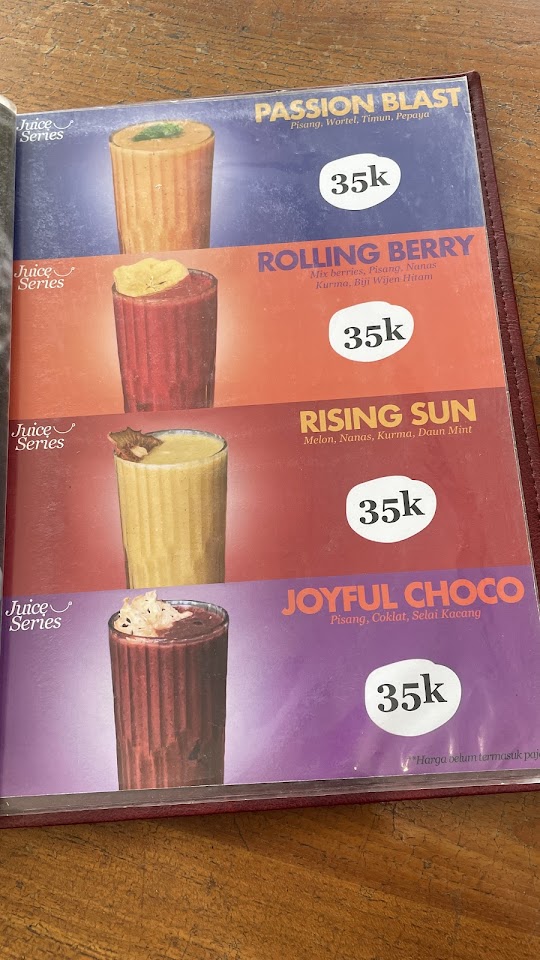 Juice
Series
PASSION BLAST
Pisang, Wortel, Timun, Pepaya
35k
Juice
Series
ROLLING BERRY
Mix berries, Pisang, Nanas
Kurma, Biji Wijen Hitam
35k
Juice
Series
RISING SUN
Melon, Nanas, Kurma, Daun Mint
35k
Juice
Series
JOYFUL CHOCO
Pisang, Coklat, Selai Kacang
35k
**Harga belum termasuk paj